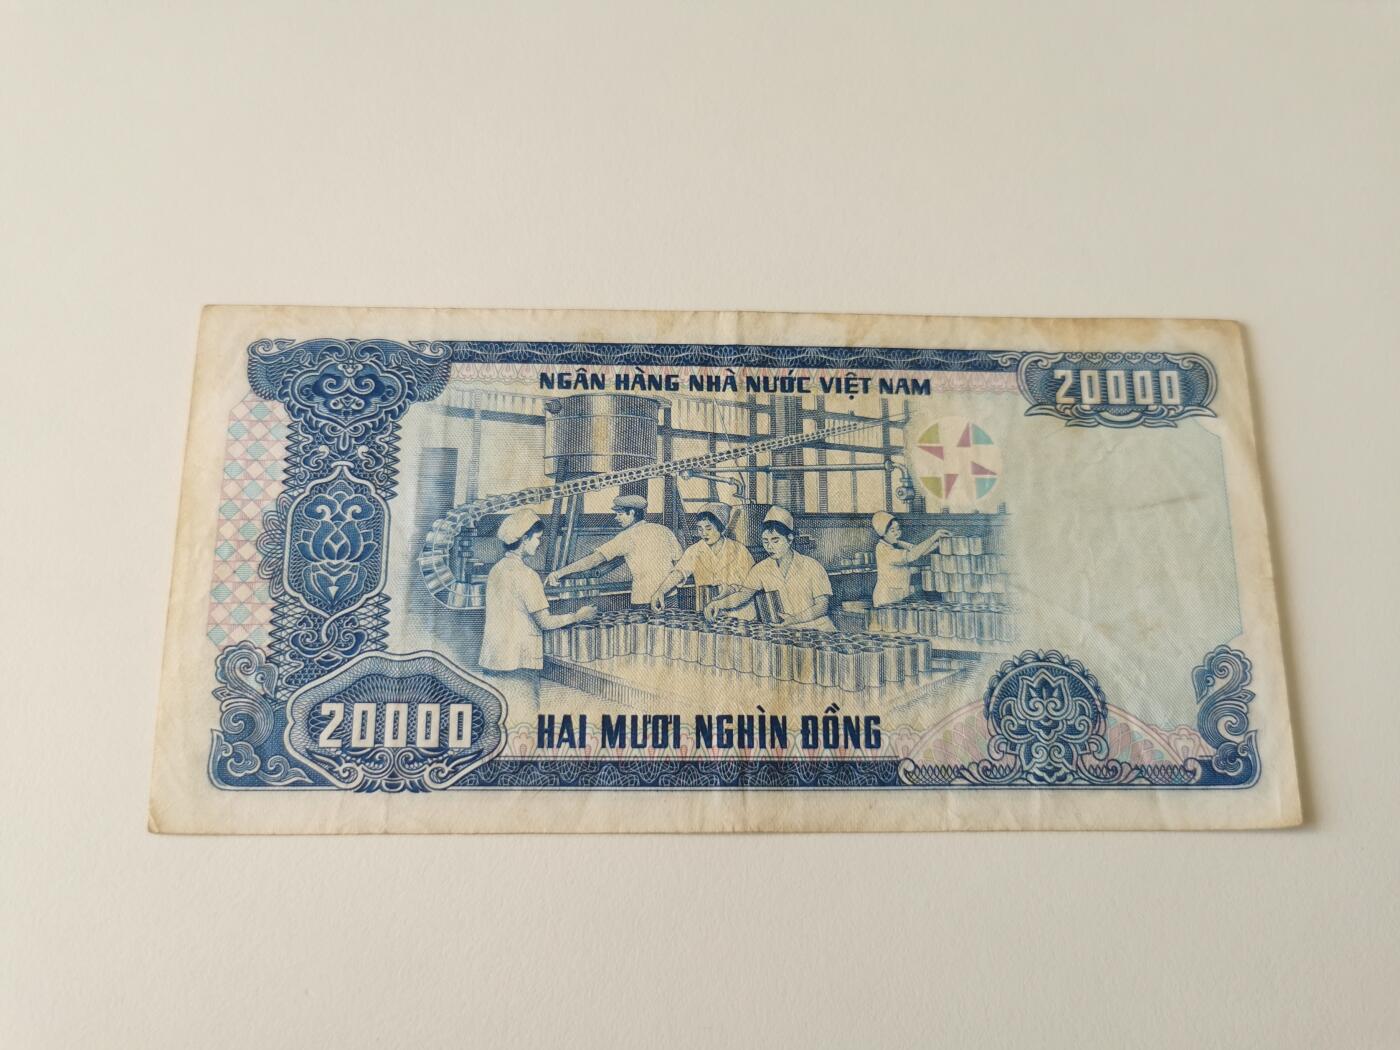 NGÂN HÀNG NHÀ NƯỚC VIỆT NAM
20000
20000
HAI MƯƠI NGHÌN ĐỒNG